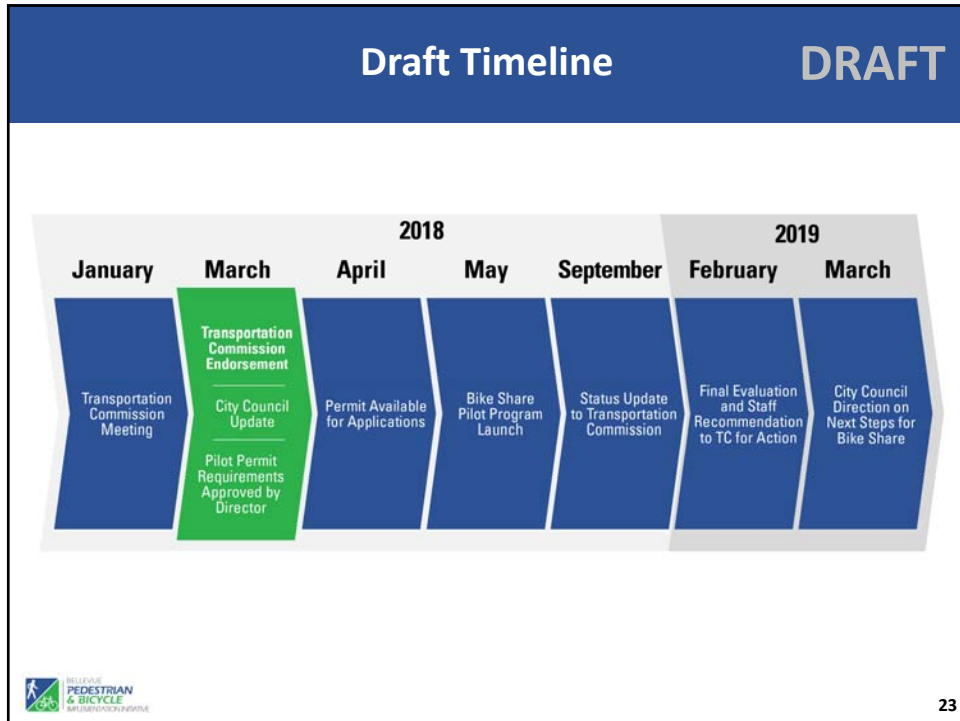 Draft Timeline
DRAFT
2018
2019
January
March
April
May
September
February
March
Transportation
Commission
Meeting
Transportation
Commission
Endorsement
City Council
Update
Pilot Permit
Requirements
Approved by
Director
Permit Available
for Applications
Bike Share
Pilot Program
Launch
Status Update
to Transportation
Commission
Final Evaluation
and Staff
Recommendation
to TC for Action
City Council
Direction on
Next Steps for
Bike Share
BELLEVUE
PEDESTRIAN
& BICYCLE
IMPLEMENTATION INITIATIVE
23